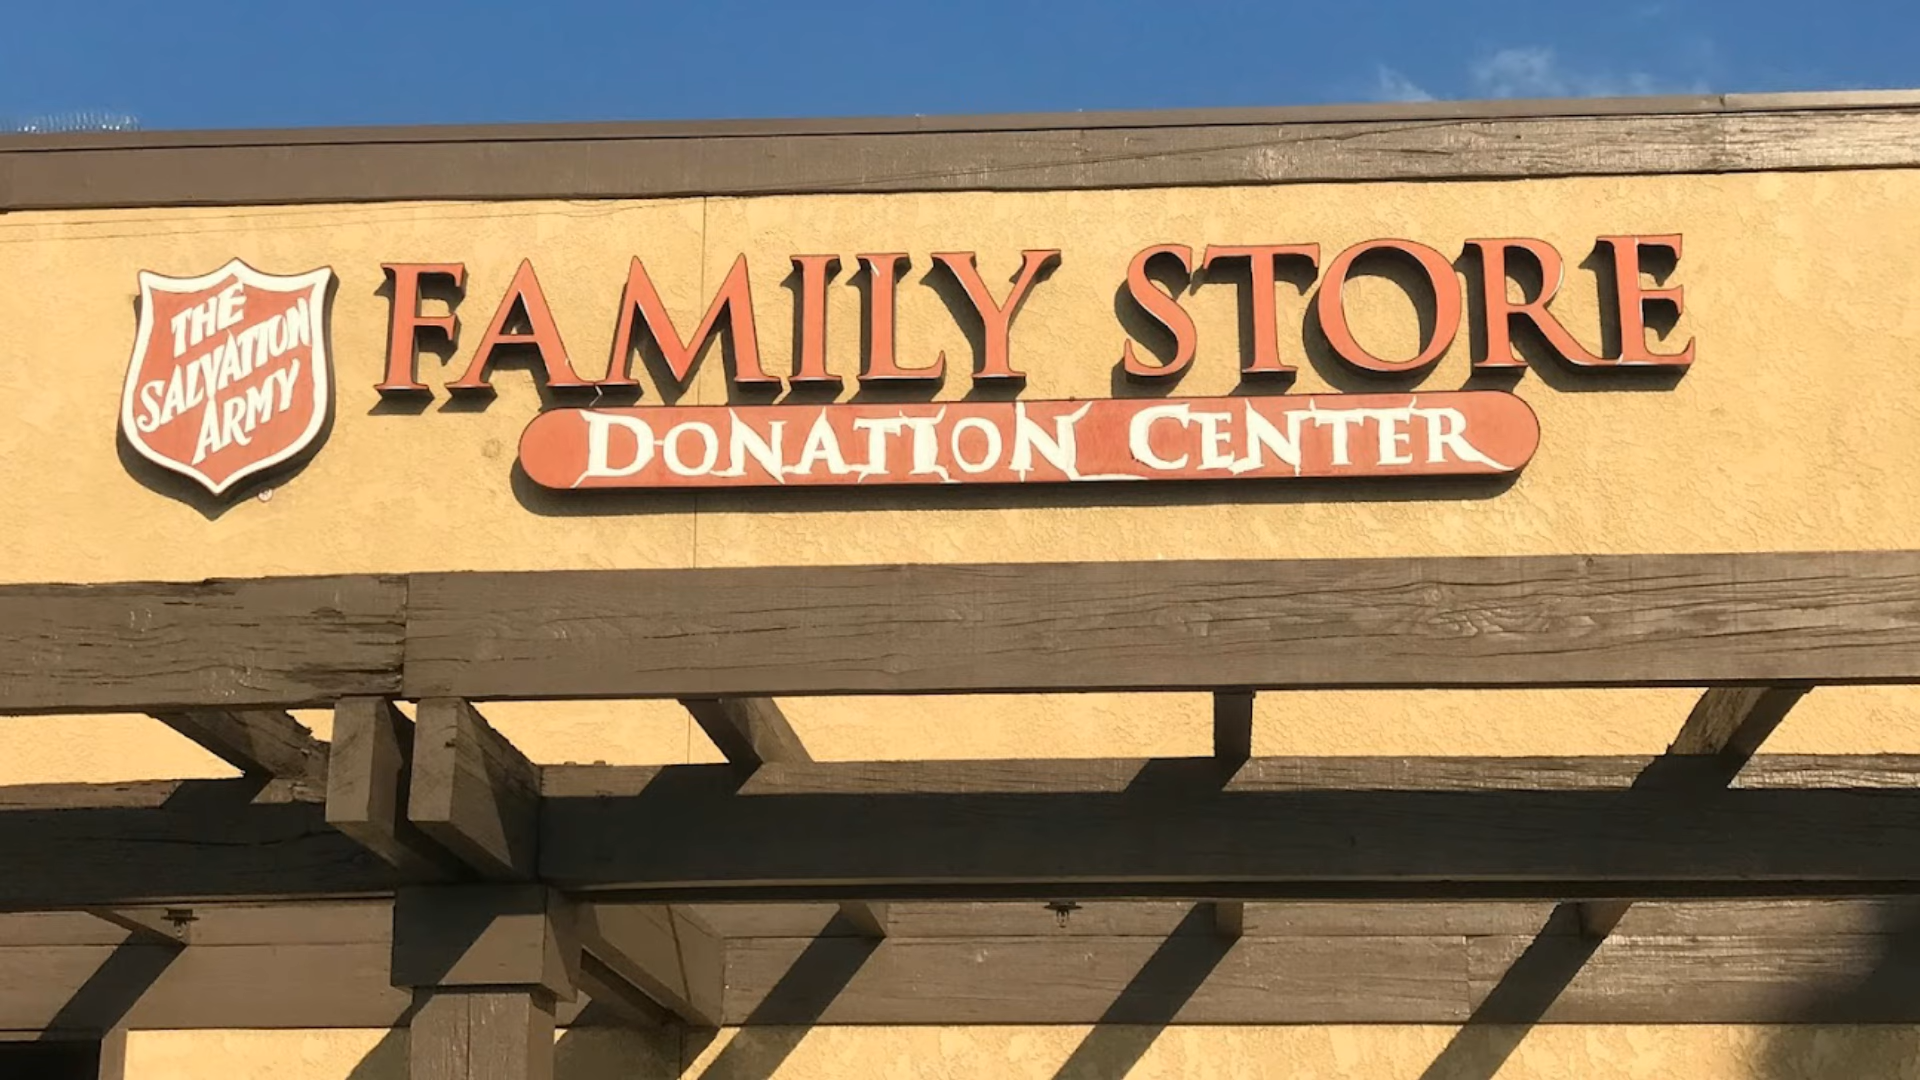 THE
SALVATION
ARMY
®
FAMILY STORE
DONATION CENTER